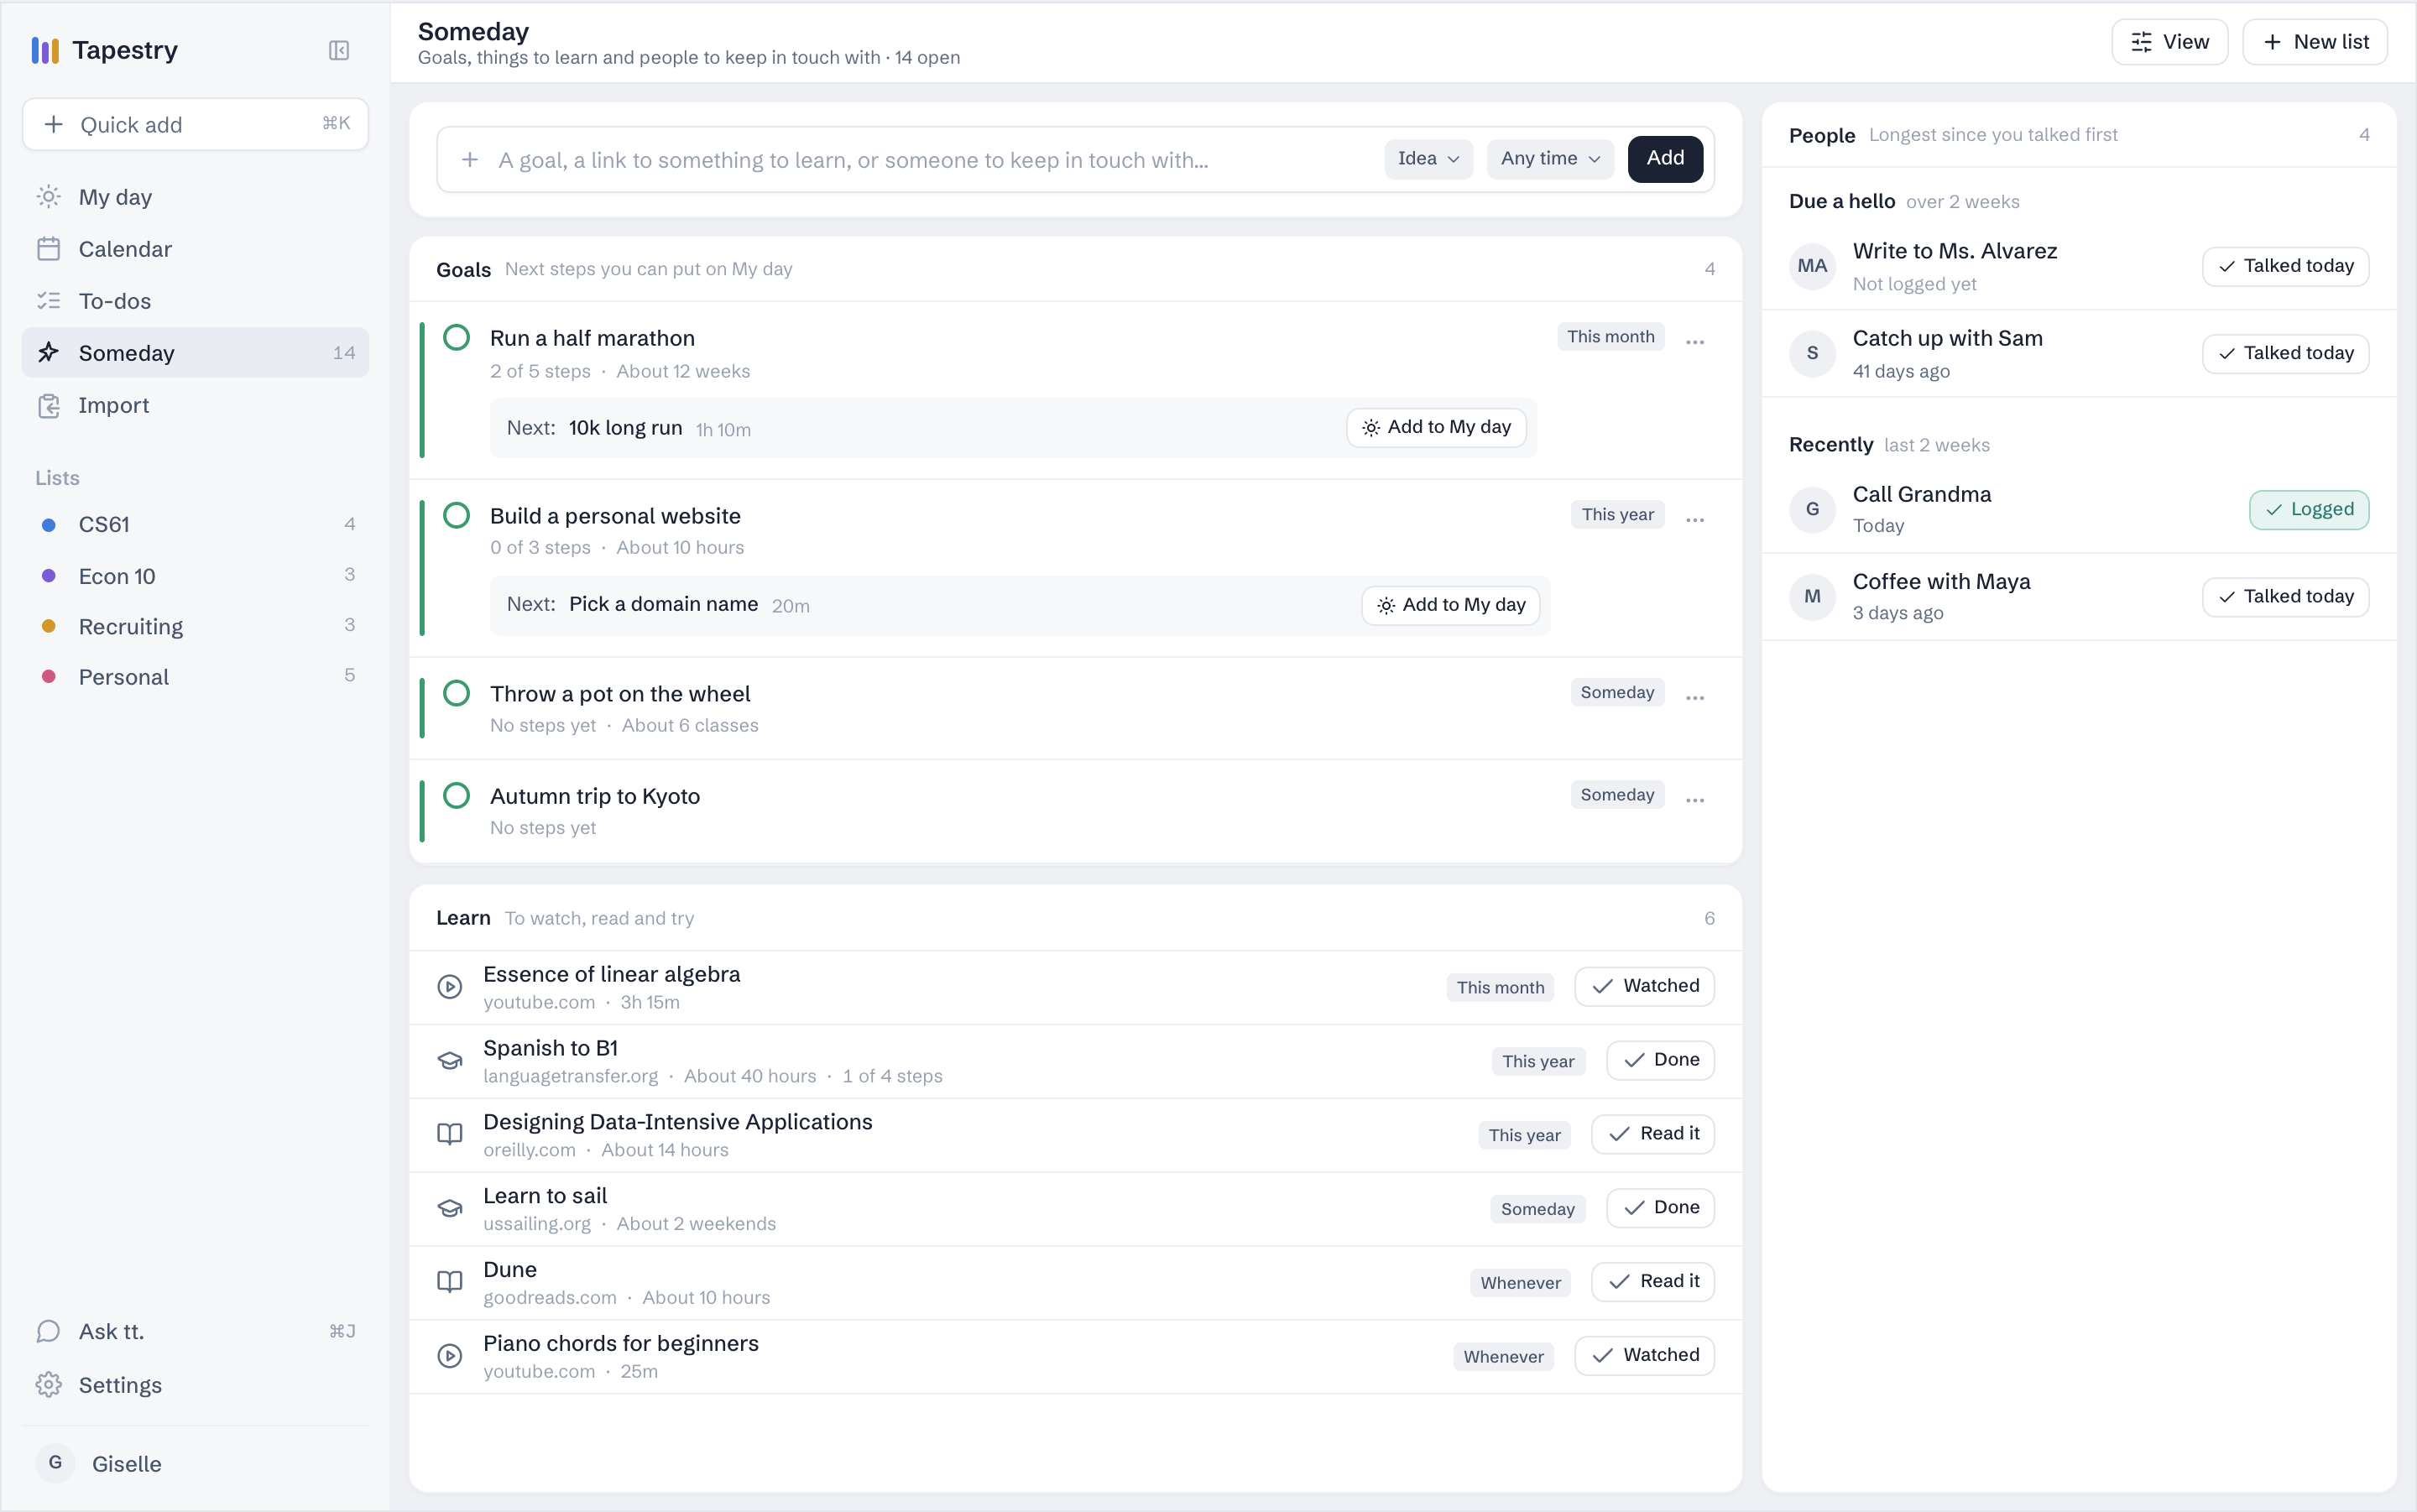 Tapestry
Quick add ⌘K
My day
Calendar
To-dos
Someday 14
Import
Lists
CS61 4
Econ 10 3
Recruiting 3
Personal 5
Ask tt. ⌘J
Settings
G Giselle
Someday
Goals, things to learn and people to keep in touch with · 14 open
View
New list
A goal, a link to something to learn, or someone to keep in touch with... Idea Any time Add
Goals Next steps you can put on My day 4
Run a half marathon This month
2 of 5 steps · About 12 weeks
Next: 10k long run 1h 10m Add to My day
Build a personal website This year
0 of 3 steps · About 10 hours
Next: Pick a domain name 20m Add to My day
Throw a pot on the wheel Someday
No steps yet · About 6 classes
Autumn trip to Kyoto Someday
No steps yet
Learn To watch, read and try 6
Essence of linear algebra This month Watched
youtube.com · 3h 15m
Spanish to B1 This year Done
languagetransfer.org · About 40 hours · 1 of 4 steps
Designing Data-Intensive Applications This year Read it
oreilly.com · About 14 hours
Learn to sail Someday Done
ussailing.org · About 2 weekends
Dune Whenever Read it
goodreads.com · About 10 hours
Piano chords for beginners Whenever Watched
youtube.com · 25m
People Longest since you talked first 4
Due a hello over 2 weeks
MA Write to Ms. Alvarez Talked today
Not logged yet
S Catch up with Sam Talked today
41 days ago
Recently last 2 weeks
G Call Grandma Logged
Today
M Coffee with Maya Talked today
3 days ago